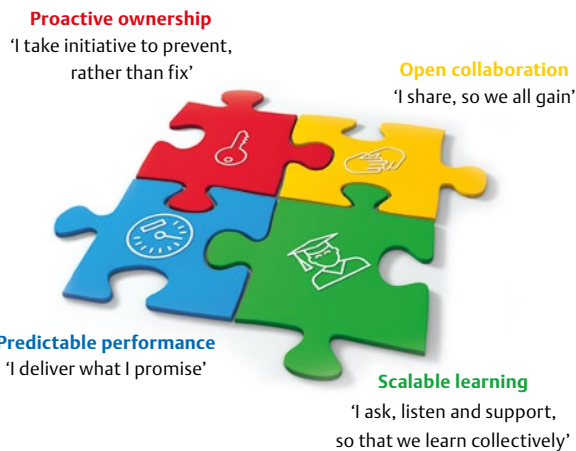 Proactive ownership
‘I take initiative to prevent,
rather than fix’
Open collaboration
‘I share, so we all gain’
Predictable performance
‘I deliver what I promise’
Scalable learning
‘I ask, listen and support,
so that we learn collectively’